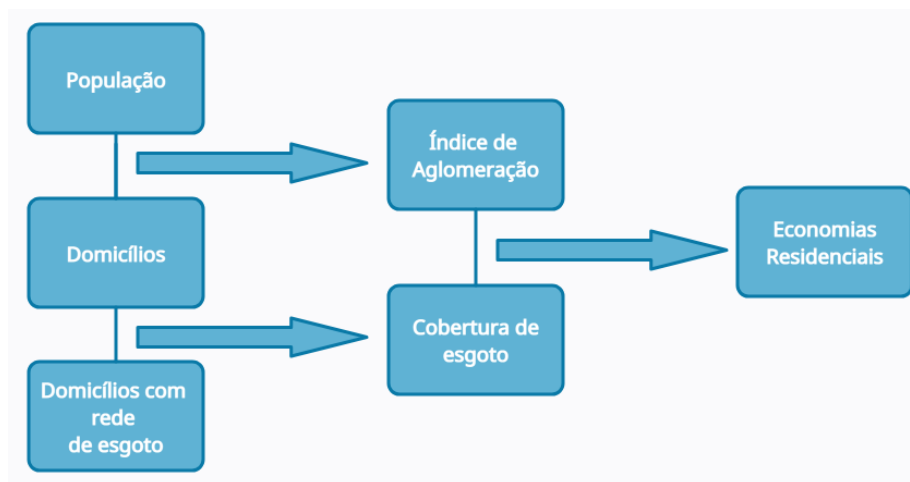 População
Domicílios
Domicílios com
rede
de esgoto
Índice de
Aglomeração
Cobertura de
esgoto
Economias
Residenciais